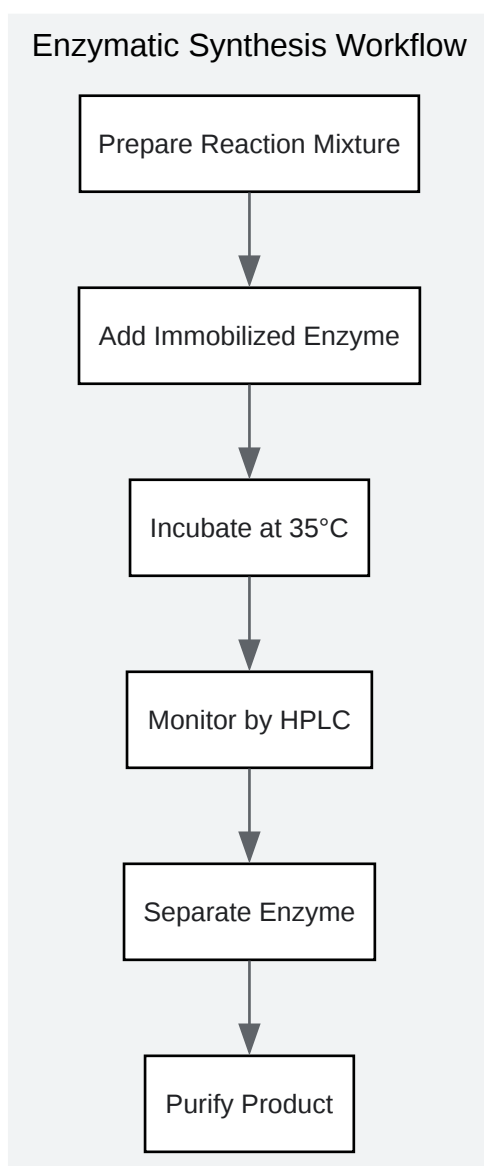 Enzymatic Synthesis Workflow
Prepare Reaction Mixture
Add Immobilized Enzyme
Incubate at 35°C
Monitor by HPLC
Separate Enzyme
Purify Product